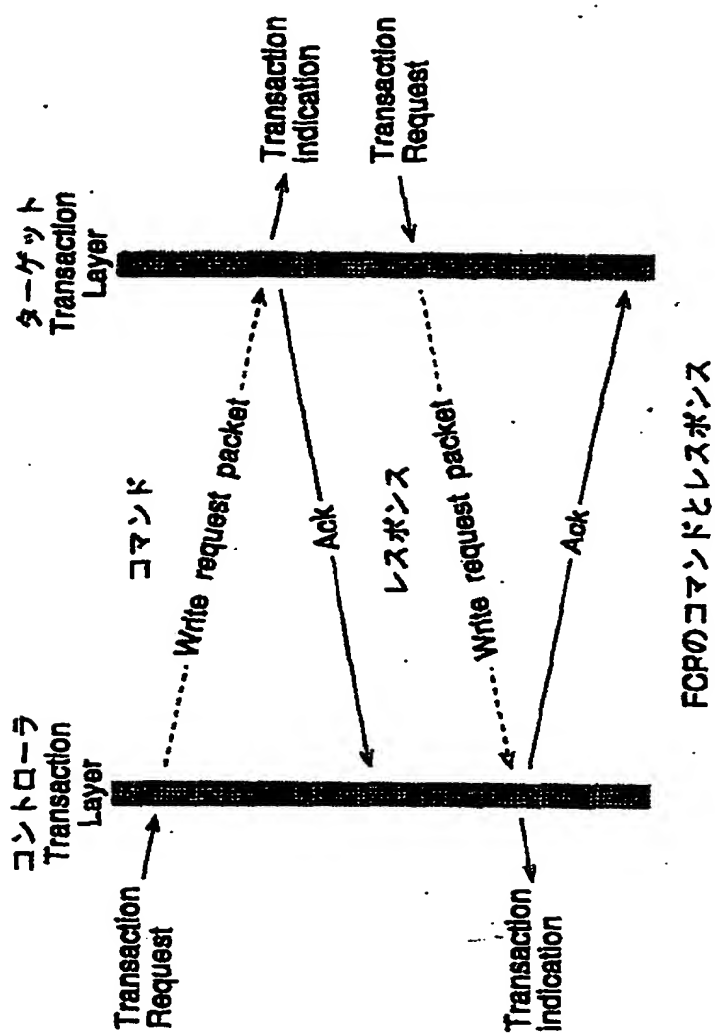 コントローラ
Transaction
Layer
ターゲット
Transaction
Layer
Transaction
Request
コマンド
Write request packet
Transaction
Indication
Ack
レスポンス
Transaction
Request
Write request packet
Transaction
Indication
Ack
FCPのコマンドとレスポンス